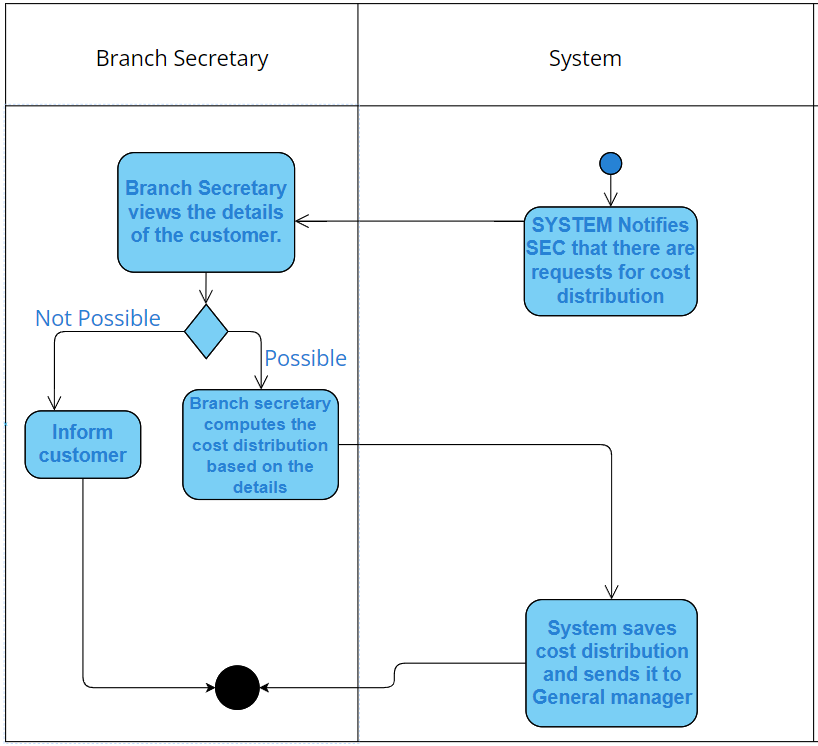 Branch Secretary
System
Branch Secretary
views the details
of the customer.
SYSTEM Notifies
SEC that there are
requests for cost
distribution
Not Possible
Possible
Inform
customer
Branch secretary
computes the
cost distribution
based on the
details
System saves
cost distribution
and sends it to
General manager